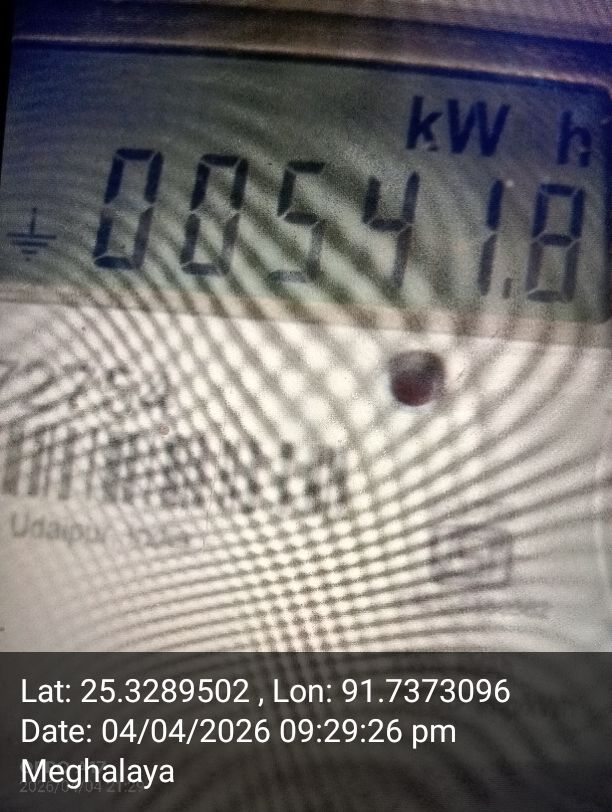 kW h
00541.8
Udaipur
Lat: 25.3289502 , Lon: 91.7373096
Date: 04/04/2026 09:29:26 pm
Meghalaya
2026/04/04 21:29